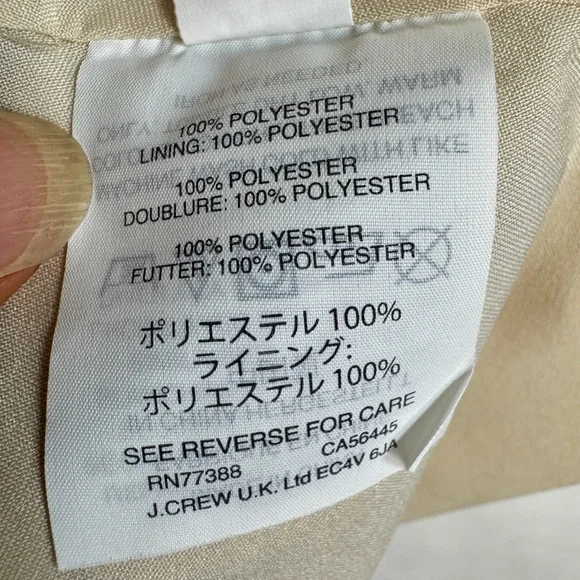 100% POLYESTER
LINING: 100% POLYESTER
100% POLYESTER
DOUBLURE: 100% POLYESTER
100% POLYESTER
FUTTER: 100% POLYESTER
ポリエステル 100%
ライニング:
ポリエステル 100%
SEE REVERSE FOR CARE
RN77388 CA56445
J.CREW U.K. Ltd EC4V 6JA